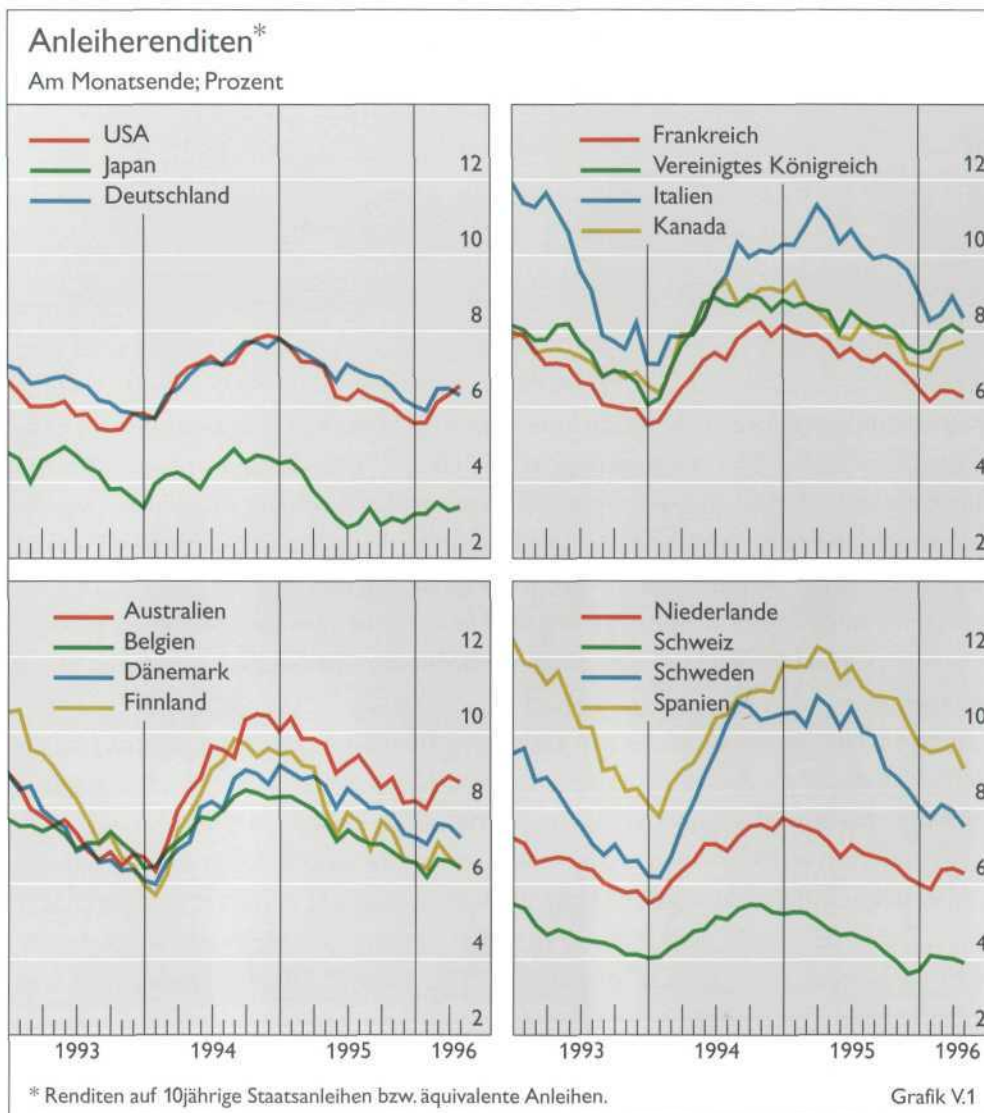 Anleiherenditen*
Am Monatsende; Prozent
USA
Japan
Deutschland
12
10
8
6
4
2
Frankreich
Vereinigtes Königreich
Italien
Kanada
12
10
8
6
4
2
Australien
Belgien
Dänemark
Finnland
12
10
8
6
4
2
1993 1994 1995 1996
Niederlande
Schweiz
Schweden
Spanien
12
10
8
6
4
2
1993 1994 1995 1996
* Renditen auf 10jährige Staatsanleihen bzw. äquivalente Anleihen.
Grafik V.1